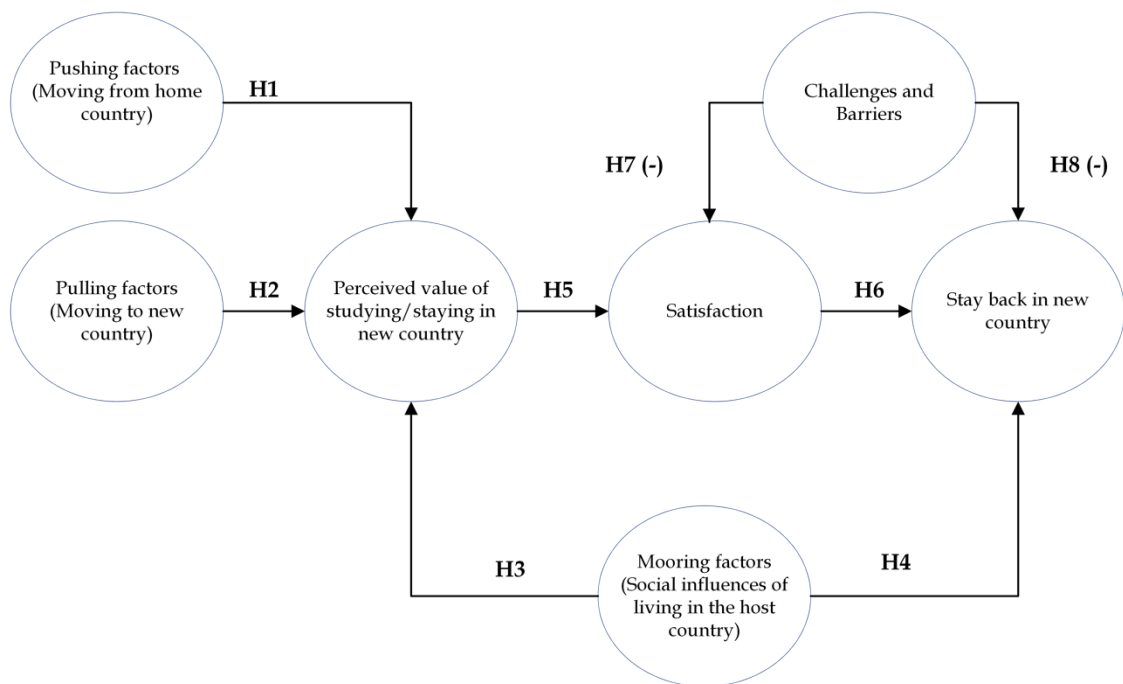 Pushing factors
(Moving from home
country)
H1
Challenges and
Barriers
H7 (-)
H8 (-)
Pulling factors
(Moving to new
country)
H2
Perceived value of
studying/staying in
new country
H5
Satisfaction
H6
Stay back in new
country
H3
Mooring factors
(Social influences of
living in the host
country)
H4